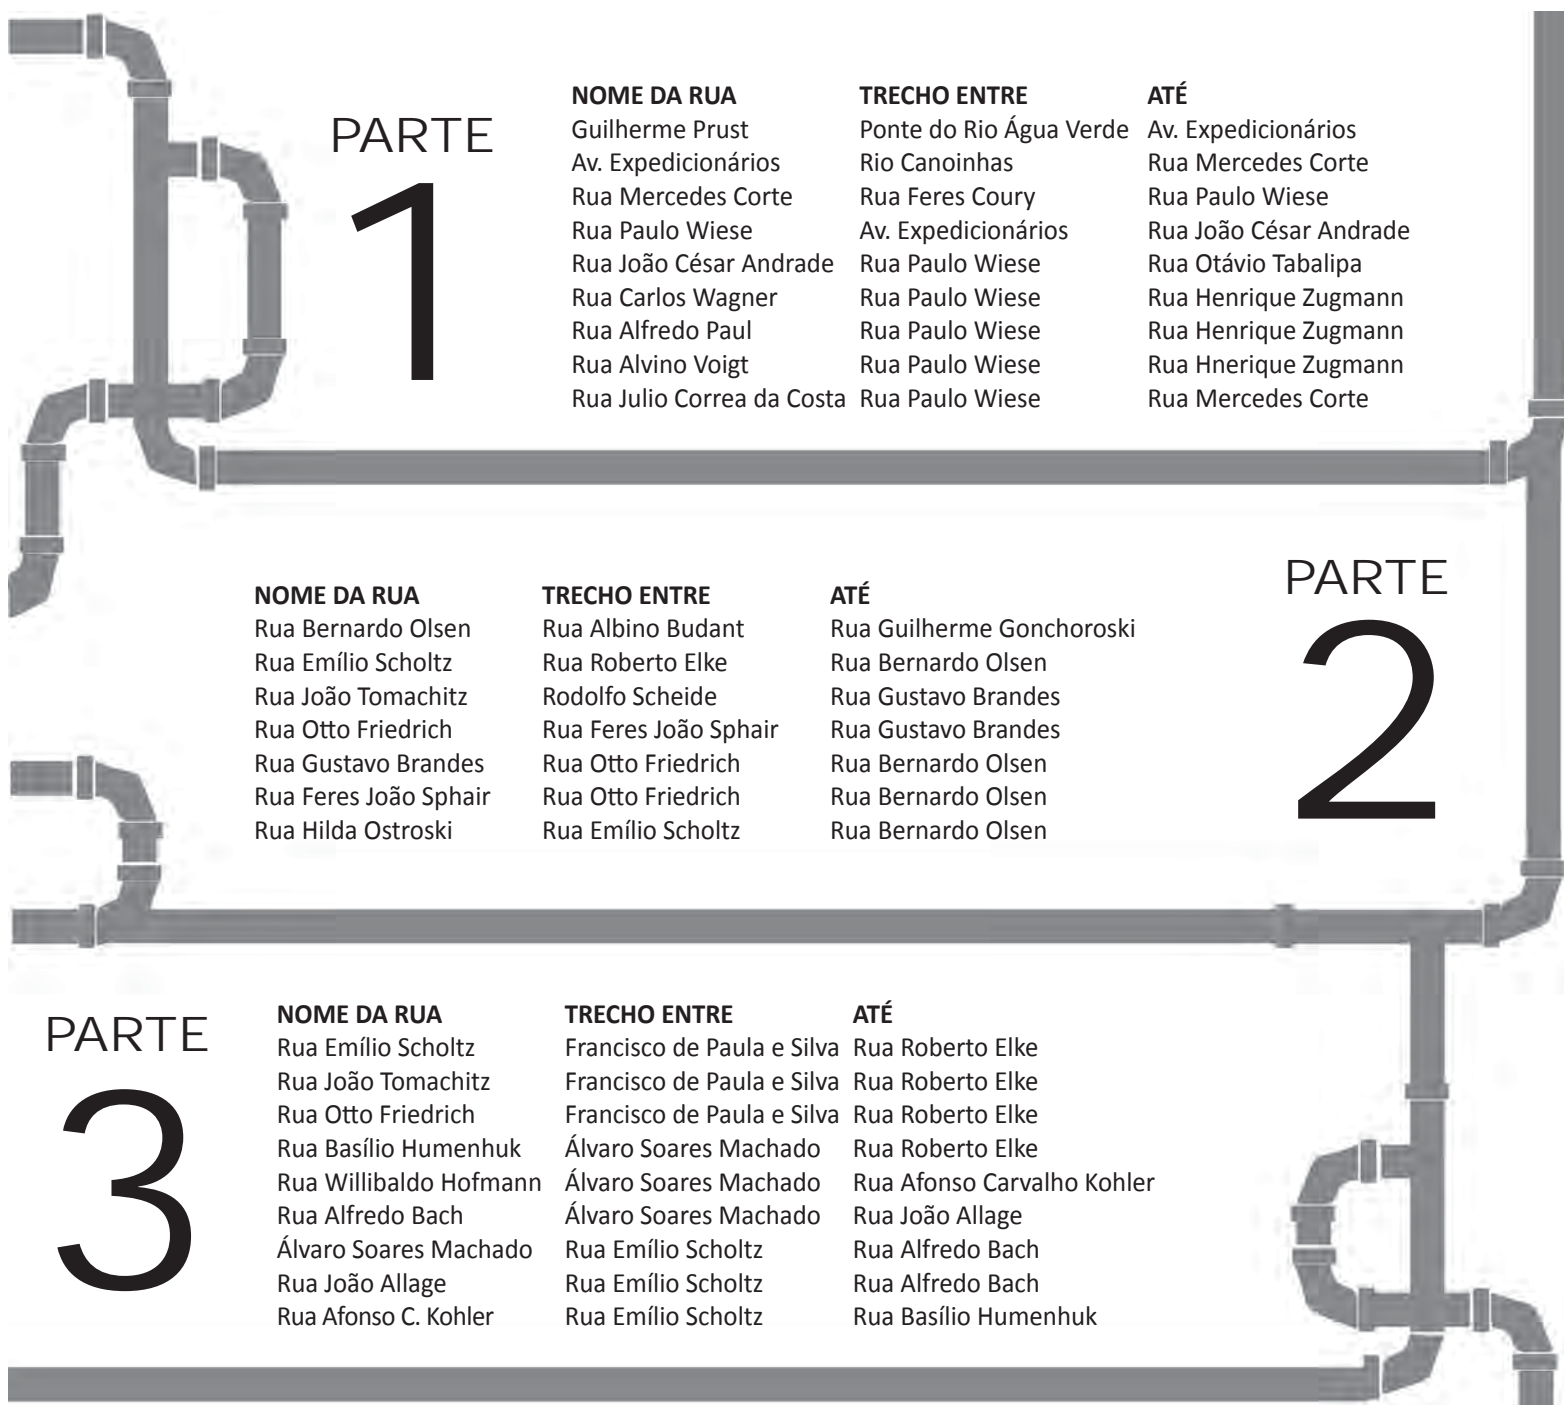 PARTE
1
NOME DA RUA TRECHO ENTRE ATÉ
Guilherme Prust Ponte do Rio Água Verde Av. Expedicionários
Av. Expedicionários Rio Canoinhas Rua Mercedes Corte
Rua Mercedes Corte Rua Feres Coury Rua Paulo Wiese
Rua Paulo Wiese Av. Expedicionários Rua João César Andrade
Rua João César Andrade Rua Paulo Wiese Rua Otávio Tabalipa
Rua Carlos Wagner Rua Paulo Wiese Rua Henrique Zugmann
Rua Alfredo Paul Rua Paulo Wiese Rua Henrique Zugmann
Rua Alvino Voigt Rua Paulo Wiese Rua Hnerique Zugmann
Rua Julio Correa da Costa Rua Paulo Wiese Rua Mercedes Corte
PARTE
2
NOME DA RUA TRECHO ENTRE ATÉ
Rua Bernardo Olsen Rua Albino Budant Rua Guilherme Gonchoroski
Rua Emílio Scholtz Rua Roberto Elke Rua Bernardo Olsen
Rua João Tomachitz Rodolfo Scheide Rua Gustavo Brandes
Rua Otto Friedrich Rua Feres João Sphair Rua Gustavo Brandes
Rua Gustavo Brandes Rua Otto Friedrich Rua Bernardo Olsen
Rua Feres João Sphair Rua Otto Friedrich Rua Bernardo Olsen
Rua Hilda Ostroski Rua Emílio Scholtz Rua Bernardo Olsen
PARTE
3
NOME DA RUA TRECHO ENTRE ATÉ
Rua Emílio Scholtz Francisco de Paula e Silva Rua Roberto Elke
Rua João Tomachitz Francisco de Paula e Silva Rua Roberto Elke
Rua Otto Friedrich Francisco de Paula e Silva Rua Roberto Elke
Rua Basílio Humenhuk Álvaro Soares Machado Rua Roberto Elke
Rua Willibaldo Hofmann Álvaro Soares Machado Rua Afonso Carvalho Kohler
Rua Alfredo Bach Álvaro Soares Machado Rua João Allage
Álvaro Soares Machado Rua Emílio Scholtz Rua Alfredo Bach
Rua João Allage Rua Emílio Scholtz Rua Alfredo Bach
Rua Afonso C. Kohler Rua Emílio Scholtz Rua Basílio Humenhuk